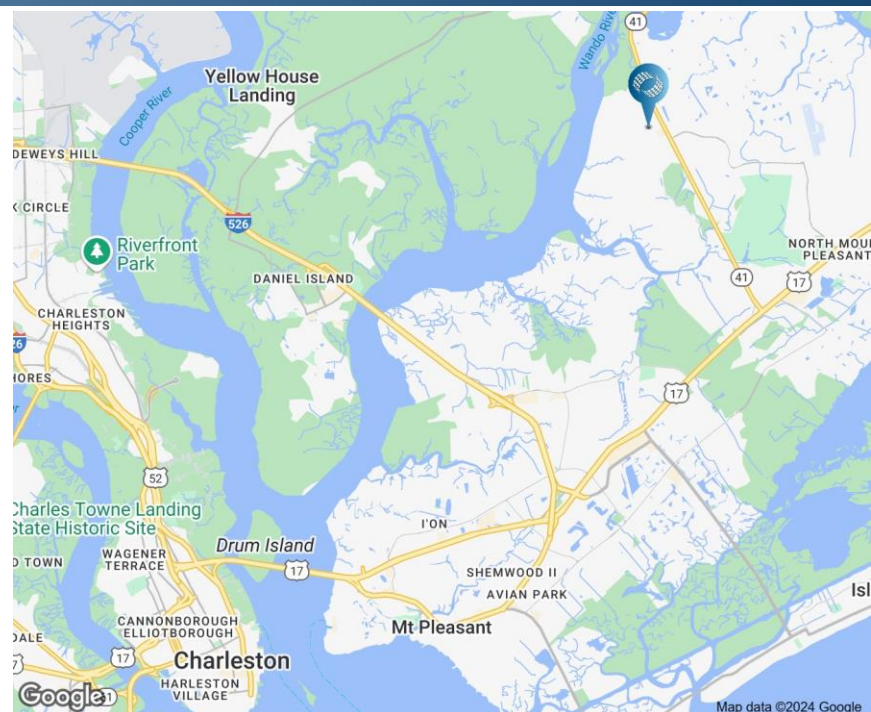 41
Wando River
Yellow House
Landing
Cooper River
DEWEYS HILL
K CIRCLE
526
Riverfront
Park
DANIEL ISLAND
NORTH MOUN
PLEASANT
17
41
CHARLESTON
HEIGHTS
26
HORES
17
52
Charles Towne Landing
State Historic Site
I'ON
Drum Island
WAGENER
TERRACE
17
D TOWN
SHEMWOOD II
AVIAN PARK
Isl
CANNONBOROUGH
ELLIOTBOROUGH
Mt Pleasant
DALE
17
17
Charleston
HARLESTON
VILLAGE
Google
61
Map data ©2024 Google